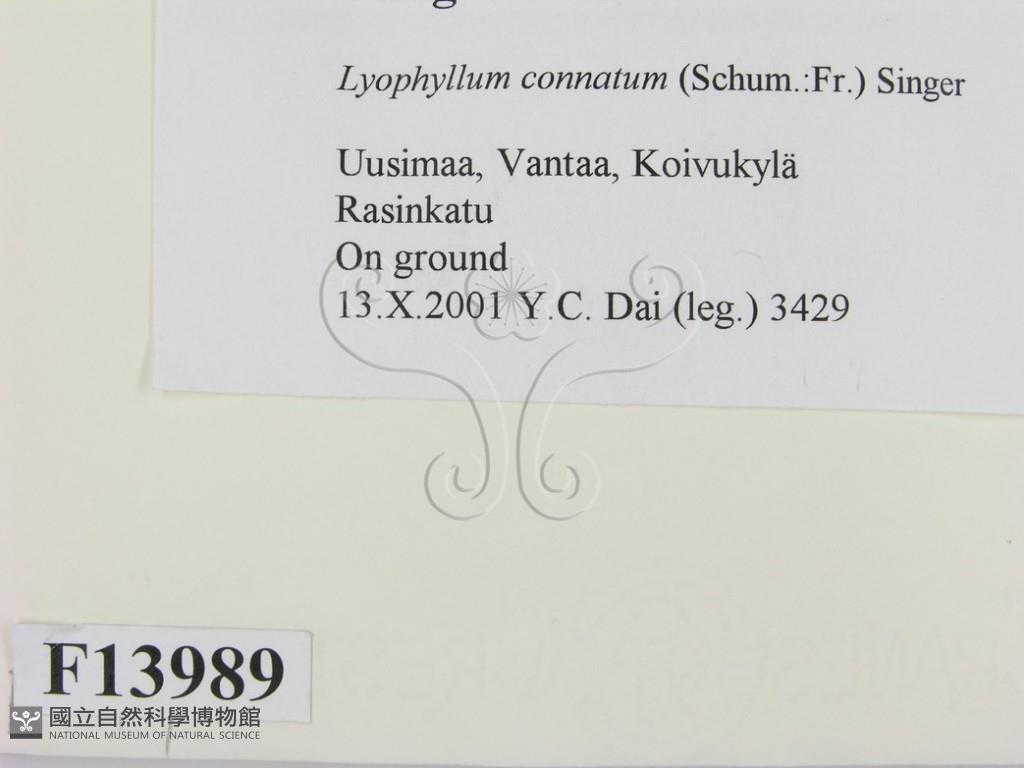 Lyophyllum connatum (Schum.:Fr.) Singer
Uusimaa, Vantaa, Koivukylä
Rasinkatu
On ground
13.X.2001 Y.C. Dai (leg.) 3429
F13989
國立自然科學博物館
NATIONAL MUSEUM OF NATURAL SCIENCE